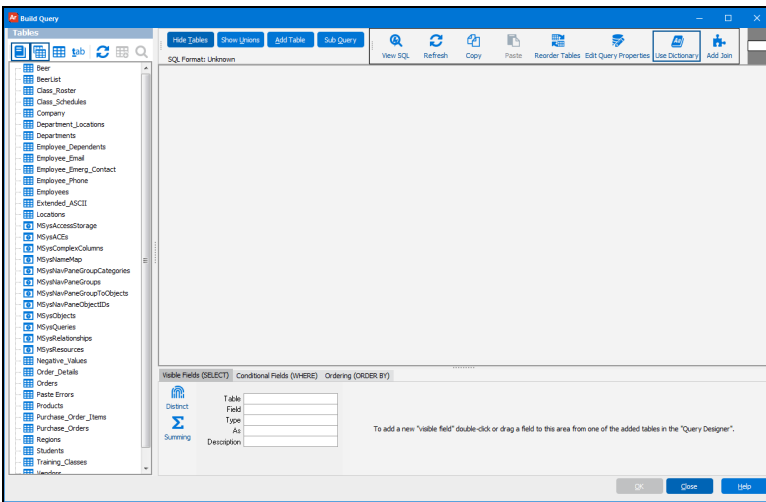 Build Query
Tables
tab
Beer
BeerList
Class_Roster
Class_Schedules
Company
Department_Locations
Departments
Employee_Dependents
Employee_Email
Employee_Emerg_Contact
Employee_Phone
Employees
Extended_ASCII
Locations
MSysAccessStorage
MSysACEs
MSysComplexColumns
MSysNameMap
MSysNavPaneGroupCategories
MSysNavPaneGroups
MSysNavPaneGroupToObjects
MSysNavPaneObjectIDs
MSysObjects
MSysQueries
MSysRelationships
MSysResources
Negative_Values
Order_Details
Orders
Paste Errors
Products
Purchase_Order_Items
Purchase_Orders
Regions
Students
Training_Classes
Vendors
Hide Tables Show Unions Add Table Sub Query
SQL Format: Unknown
View SQL Refresh Copy Paste Reorder Tables Edit Query Properties Use Dictionary Add Join
Visible Fields (SELECT) Conditional Fields (WHERE) Ordering (ORDER BY)
Distinct
Summing
Table
Field
Type
As
Description
To add a new "visible field" double-click or drag a field to this area from one of the added tables in the "Query Designer".
OK Close Help